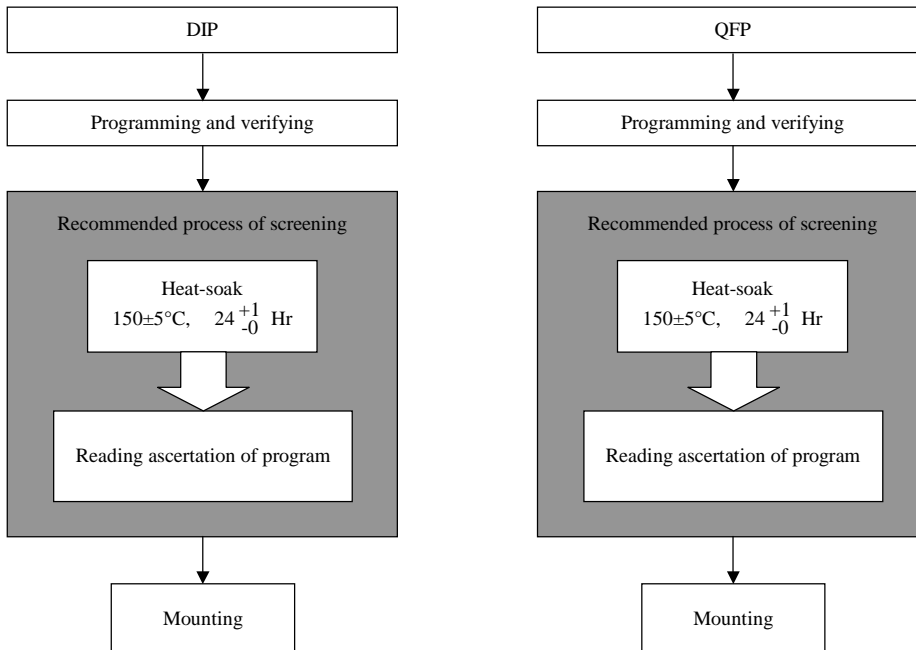 DIP
Programming and verifying
Recommended process of screening
Heat-soak
150±5°C, 24 +1 -0 Hr
Reading ascertation of program
Mounting
QFP
Programming and verifying
Recommended process of screening
Heat-soak
150±5°C, 24 +1 -0 Hr
Reading ascertation of program
Mounting